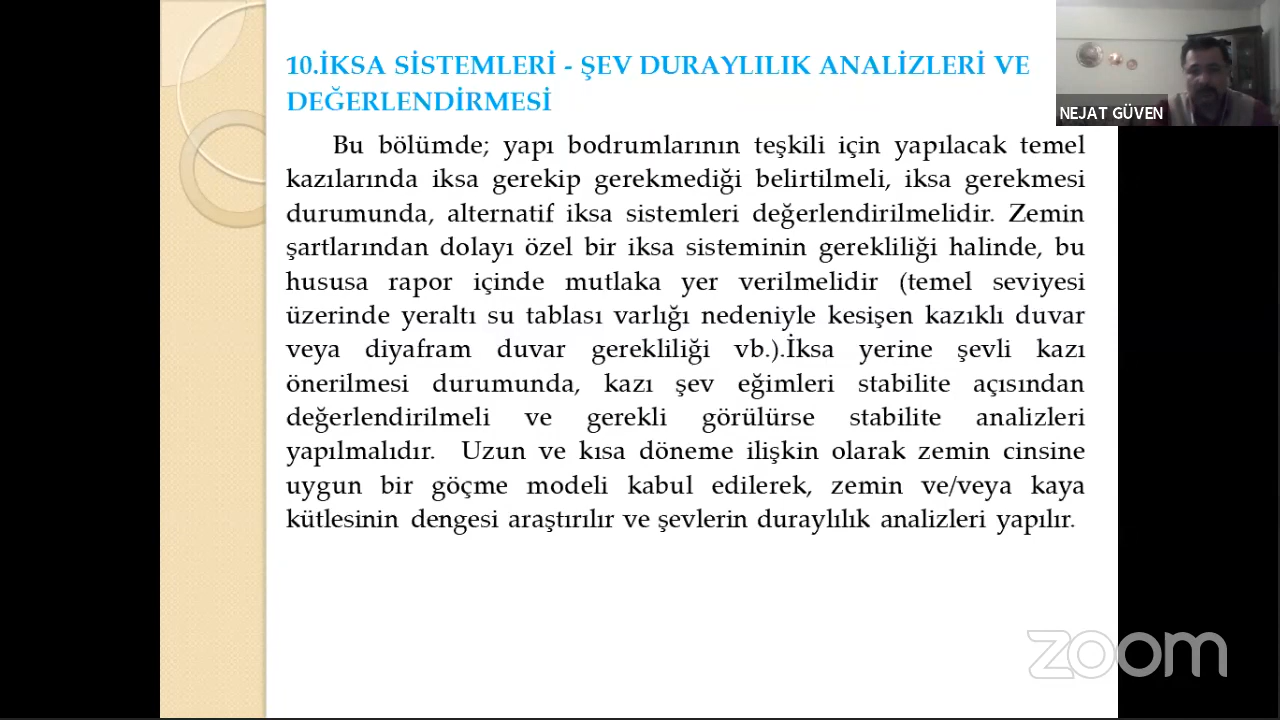 10.İKSA SİSTEMLERİ - ŞEV DURAYLILIK ANALİZLERİ VE
DEĞERLENDİRMESİ
Bu bölümde; yapı bodrumlarının teşkili için yapılacak temel
kazılarında iksa gerekip gerekmediği belirtilmeli, iksa gerekmesi
durumunda, alternatif iksa sistemleri değerlendirilmelidir. Zemin
şartlarından dolayı özel bir iksa sisteminin gerekliliği halinde, bu
hususa rapor içinde mutlaka yer verilmelidir (temel seviyesi
üzerinde yeraltı su tablası varlığı nedeniyle kesişen kazıklı duvar
veya diyafram duvar gerekliliği vb.).İksa yerine şevli kazı
önerilmesi durumunda, kazı şev eğimleri stabilite açısından
değerlendirilmeli ve gerekli görülürse stabilite analizleri
yapılmalıdır. Uzun ve kısa döneme ilişkin olarak zemin cinsine
uygun bir göçme modeli kabul edilerek, zemin ve/veya kaya
kütlesinin dengesi araştırılır ve şevlerin duraylılık analizleri yapılır.
NEJAT GÜVEN
zoom